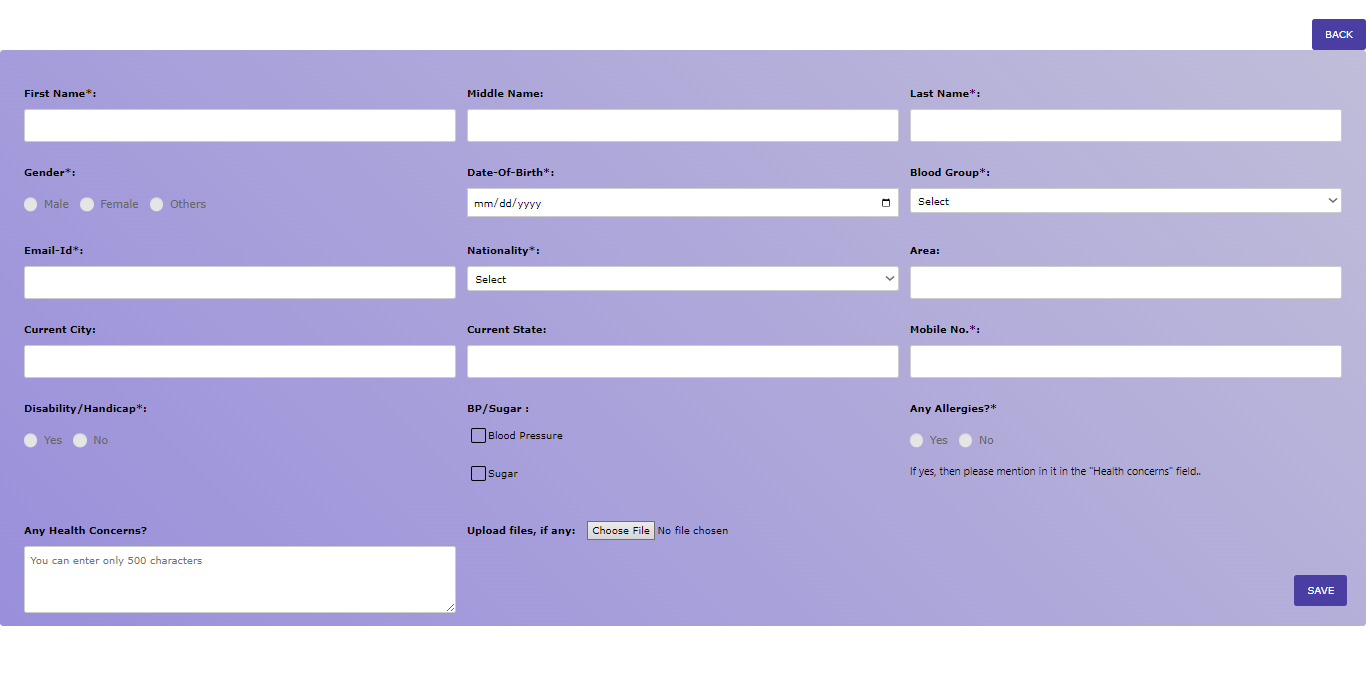 BACK
First Name*:
Middle Name:
Last Name*:
Gender*:
Date-Of-Birth*:
Blood Group*:
Male Female Others
mm/dd/yyyy
Select
Email-Id*:
Nationality*:
Area:
Select
Current City:
Current State:
Mobile No.*:
Disability/Handicap*:
BP/Sugar :
Any Allergies?*
Yes No
Blood Pressure
Yes No
Sugar
If yes, then please mention in it in the "Health concerns" field..
Any Health Concerns?
Upload files, if any: Choose File No file chosen
You can enter only 500 characters
SAVE